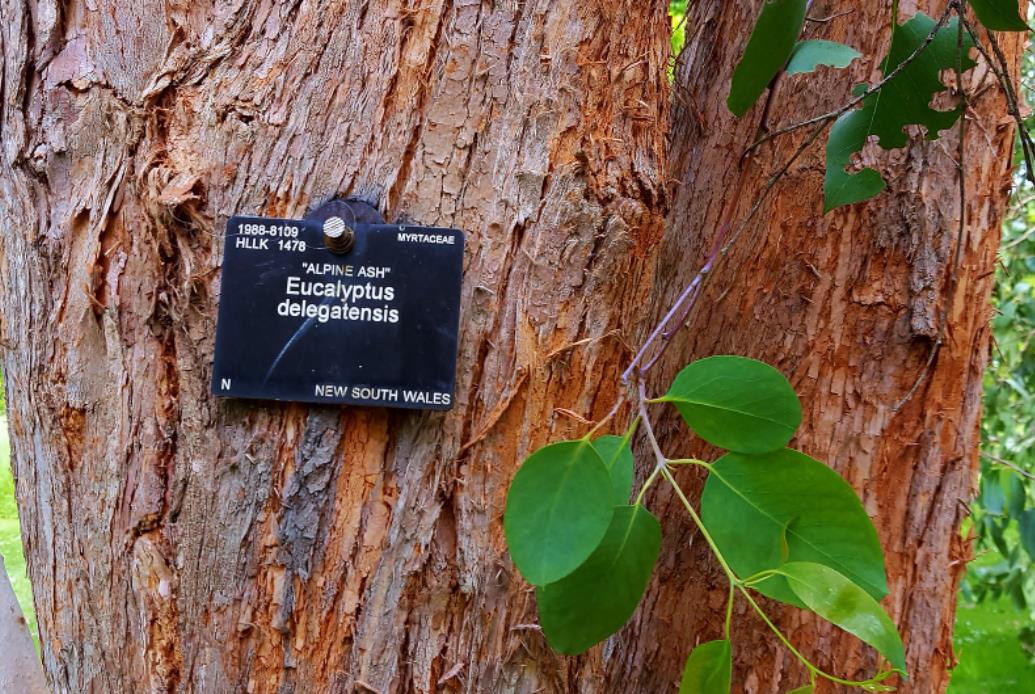 1988-8109
HLLK 1478
MYRTACEAE
"ALPINE ASH"
Eucalyptus
delegatensis
N
NEW SOUTH WALES